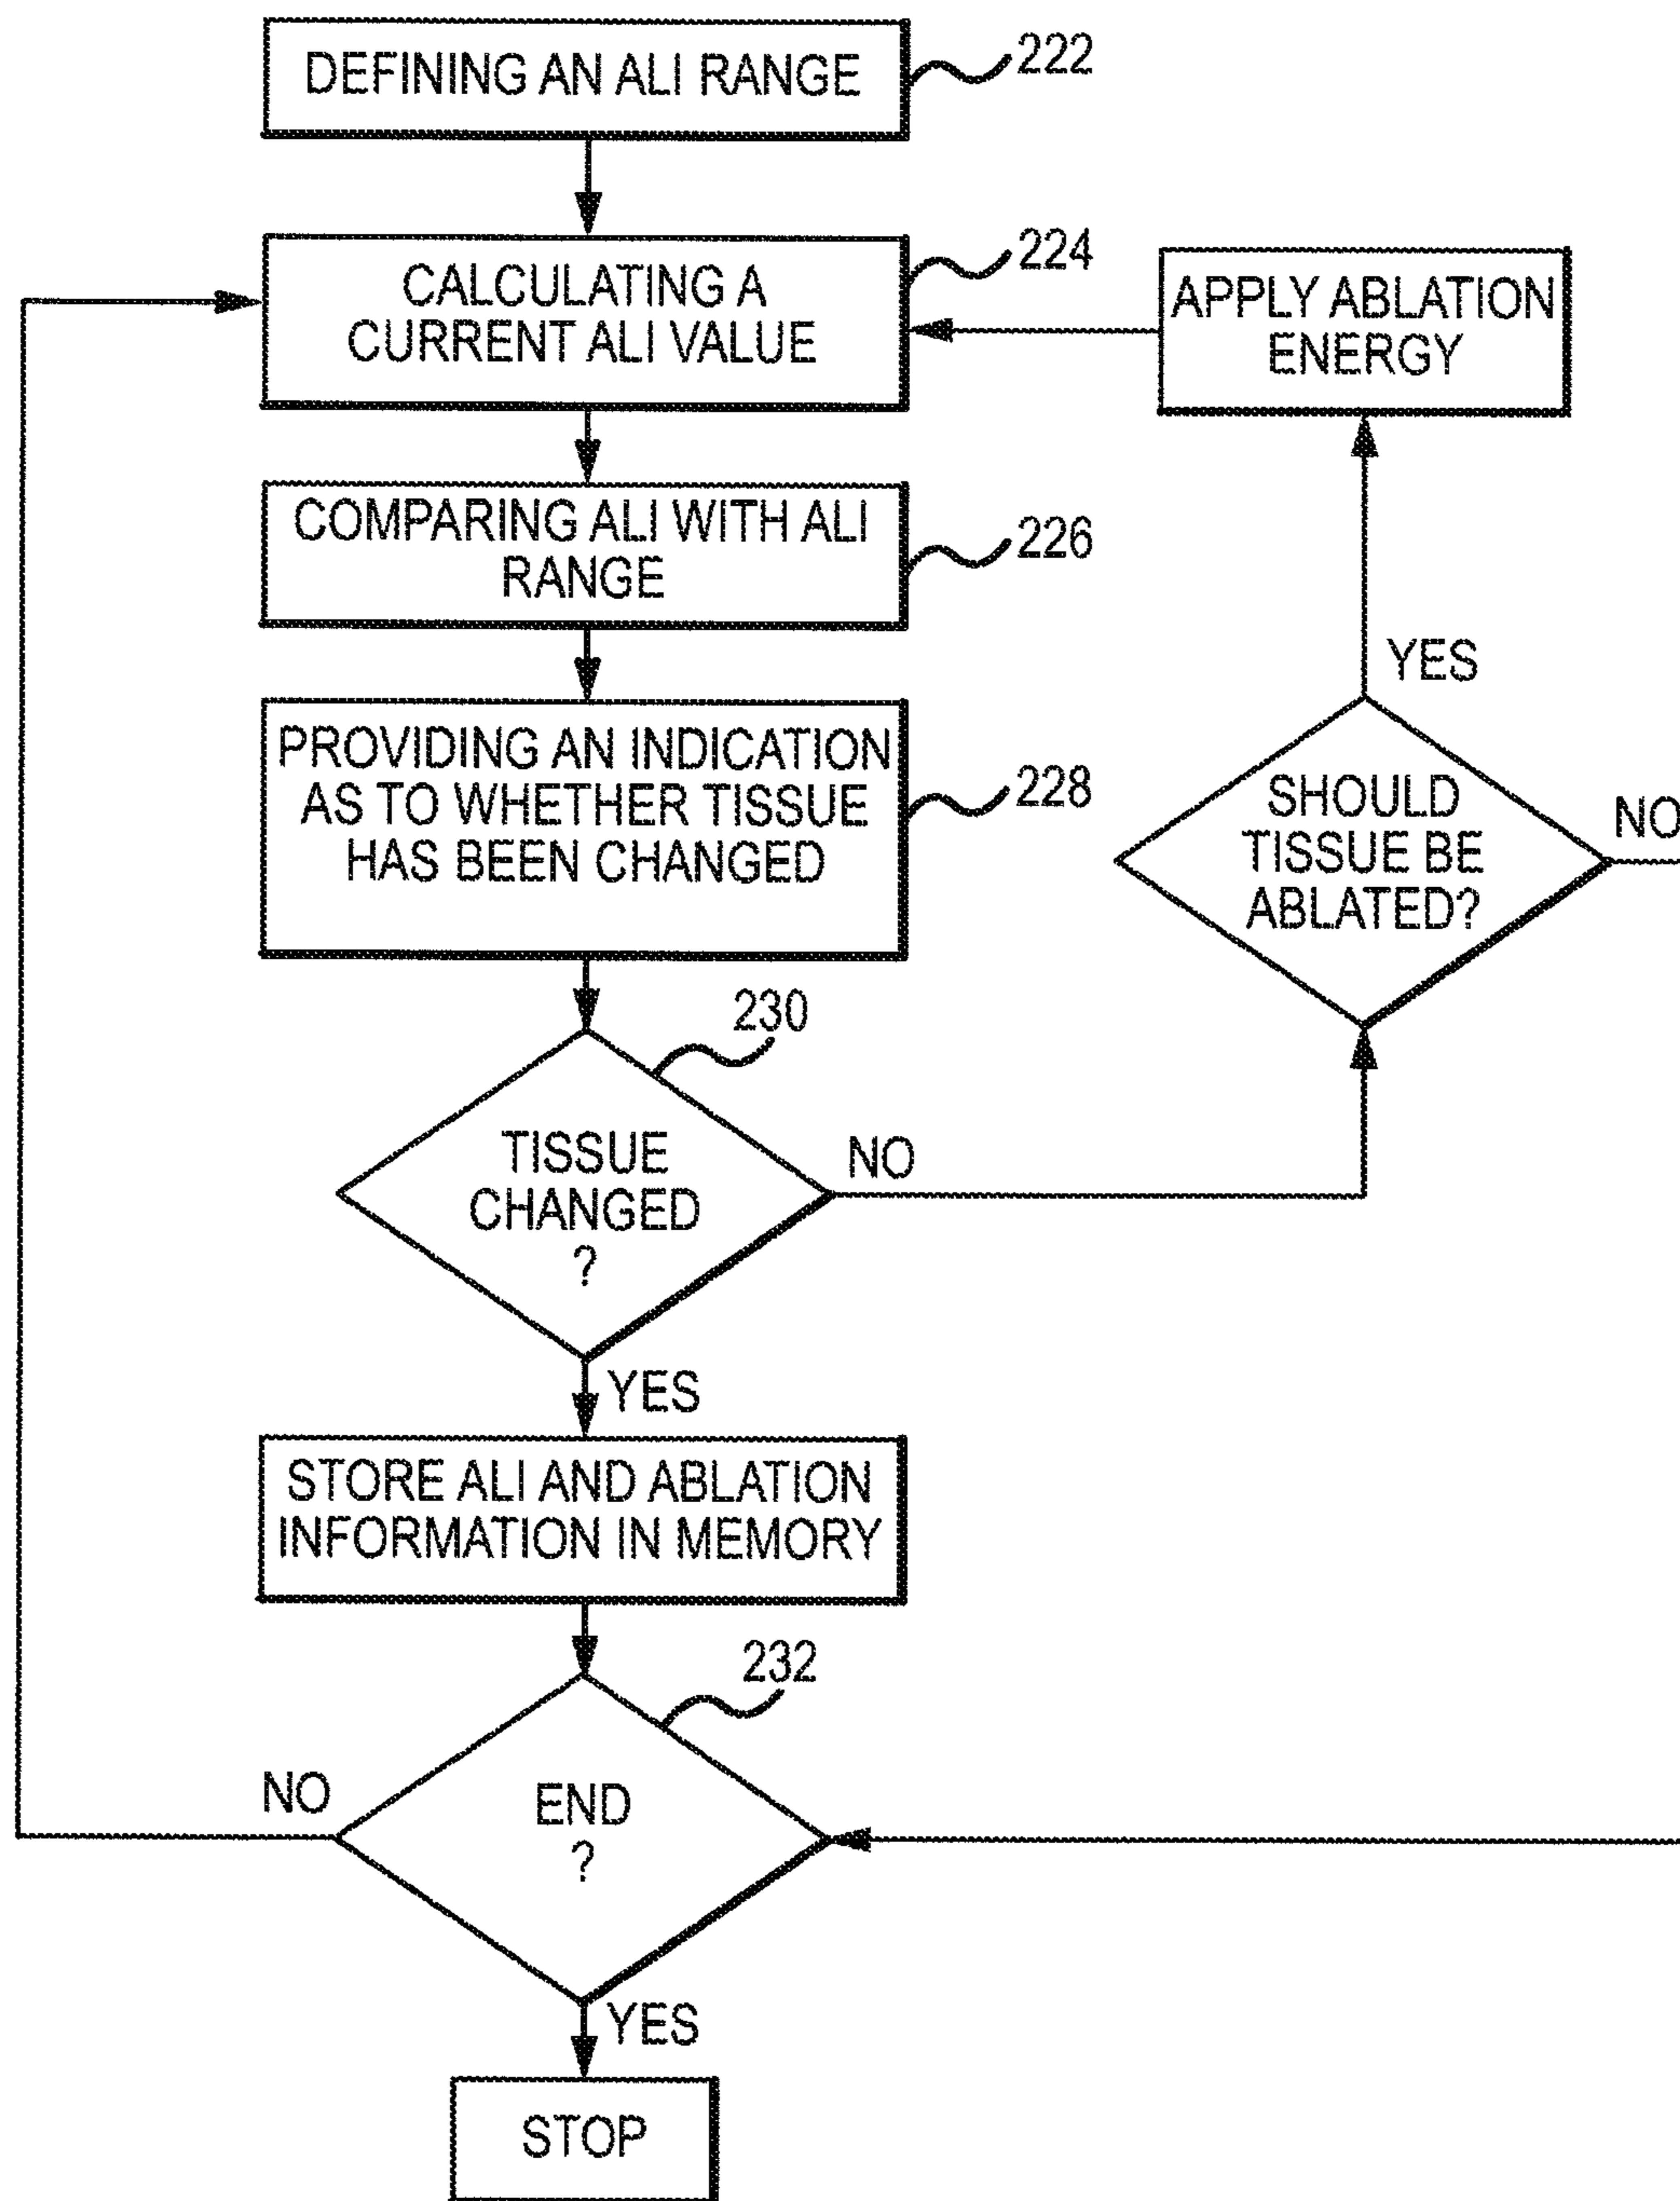 DEFINING AN ALI RANGE
222
CALCULATING A
CURRENT ALI VALUE
224
APPLY ABLATION
ENERGY
COMPARING ALI WITH ALI
RANGE
226
YES
PROVIDING AN INDICATION
AS TO WHETHER TISSUE
HAS BEEN CHANGED
228
SHOULD
TISSUE BE
ABLATED?
NO
230
TISSUE
CHANGED
?
NO
YES
STORE ALI AND ABLATION
INFORMATION IN MEMORY
232
NO
END
?
YES
STOP